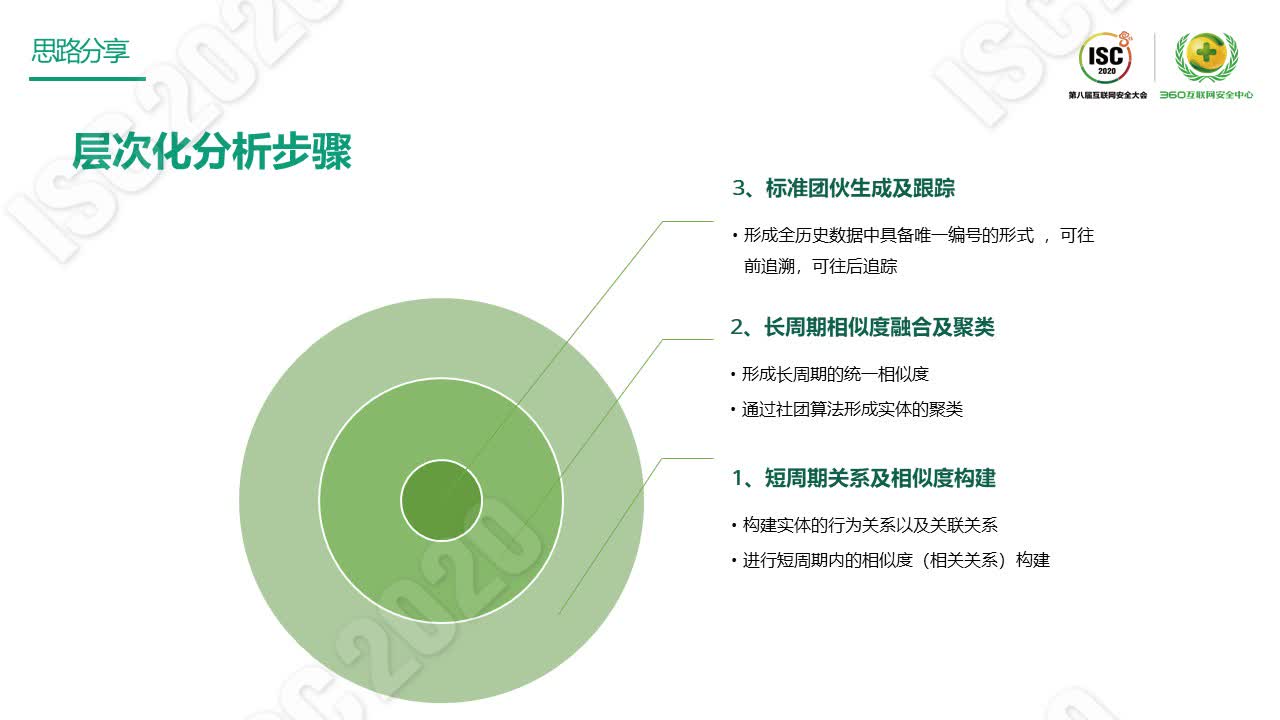 思路分享
ISC
2020
第八届互联网安全大会
360互联网安全中心
层次化分析步骤
3、标准团伙生成及跟踪
• 形成全历史数据中具备唯一编号的形式 ，可往
前追溯，可往后追踪
2、长周期相似度融合及聚类
• 形成长周期的统一相似度
• 通过社团算法形成实体的聚类
1、短周期关系及相似度构建
• 构建实体的行为关系以及关联关系
• 进行短周期内的相似度（相关关系）构建
ISC 2020
ISC 2020